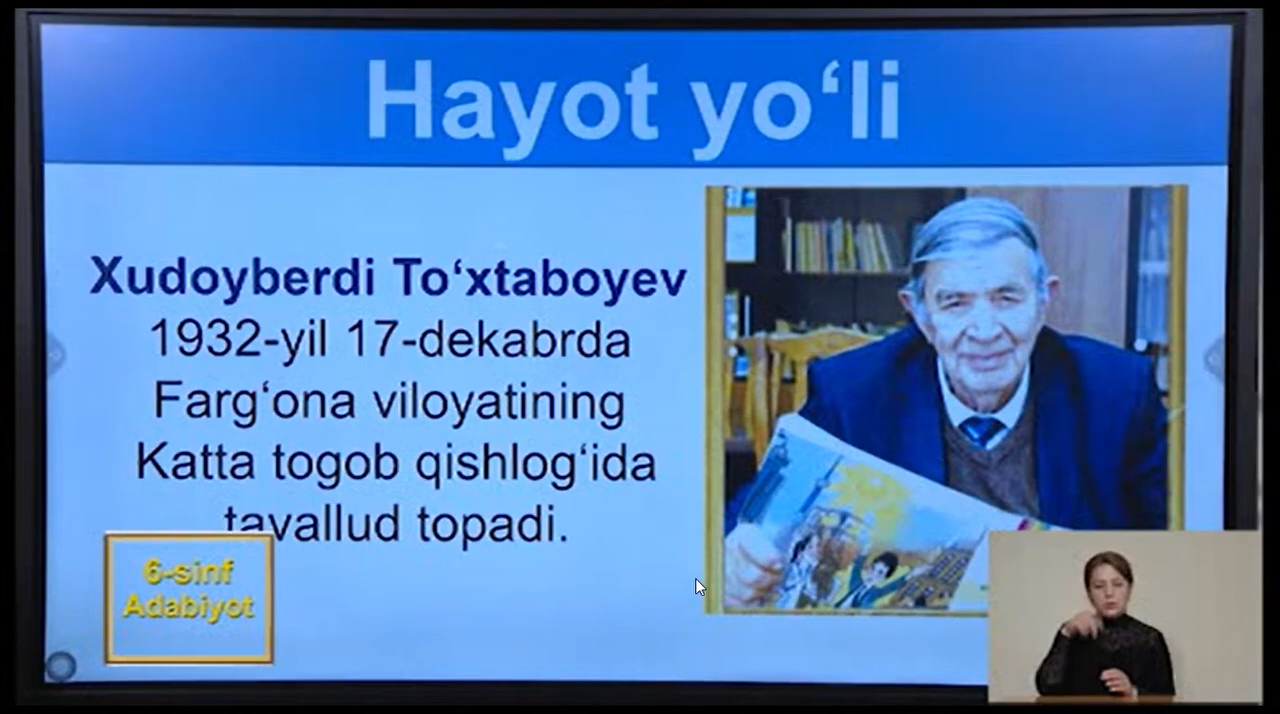 Hayot yo‘li
Xudoyberdi To‘xtaboyev
1932-yil 17-dekabrda
Farg‘ona viloyatining
Katta togob qishlog‘ida
tavallud topadi.
6-sinf
Adabiyot